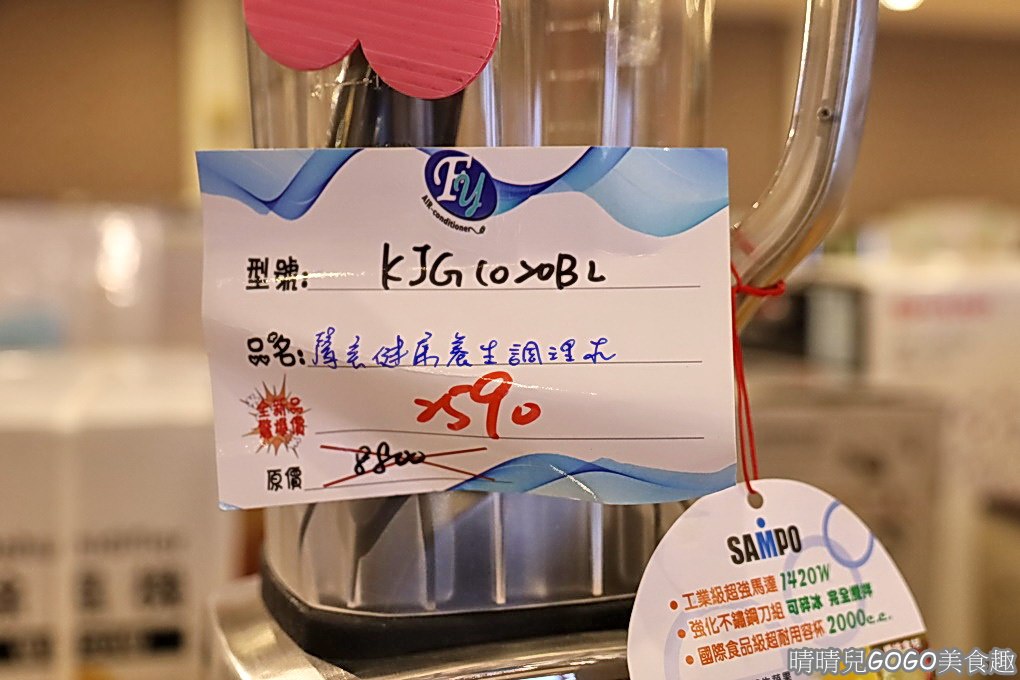 Fy
AIR-conditioner
型號: KJG1020BL
品名: 聲寶健康養生調理机
全新品
驚爆價
2590
原價 8800
SAMPO
• 工業級超強馬達 1420W
• 強化不鏽鋼刀組 可碎冰 完全攪拌
• 國際食品級超耐用容杯 2000c.c.
晴晴兒GOGO美食趣